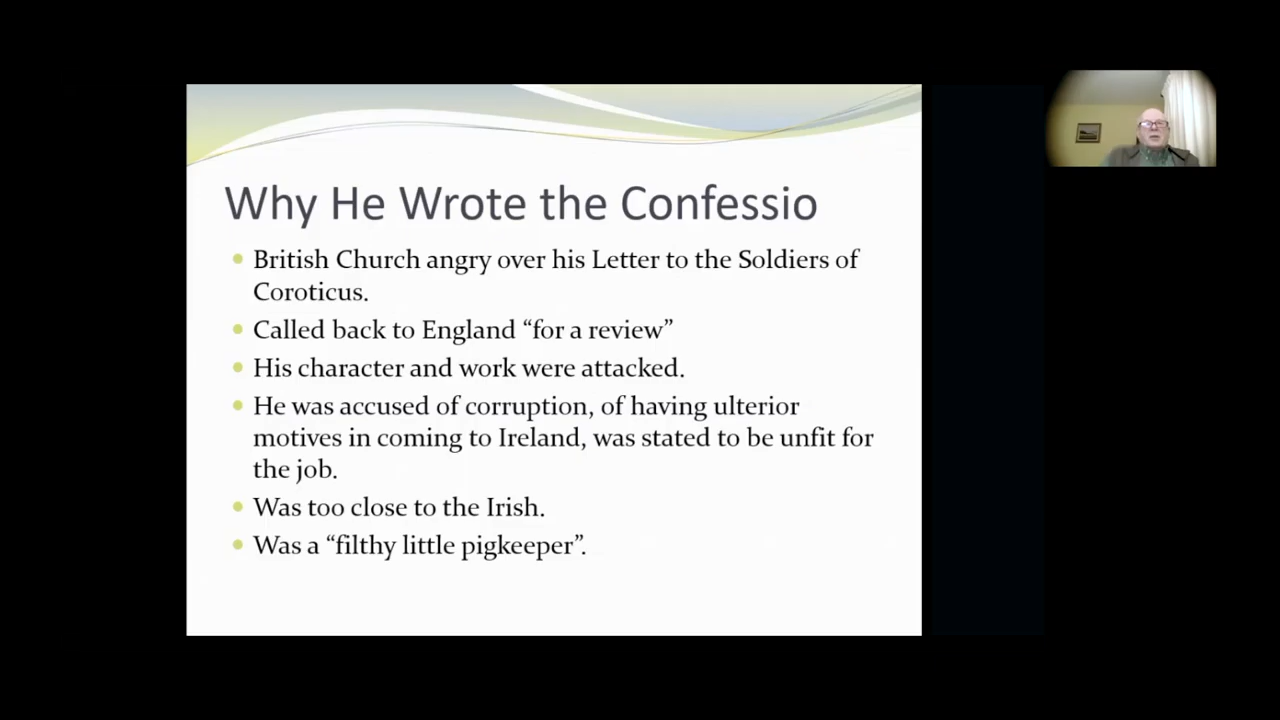 Why He Wrote the Confessio
British Church angry over his Letter to the Soldiers of
Coroticus.
Called back to England “for a review”
His character and work were attacked.
He was accused of corruption, of having ulterior
motives in coming to Ireland, was stated to be unfit for
the job.
Was too close to the Irish.
Was a “filthy little pigkeeper”.